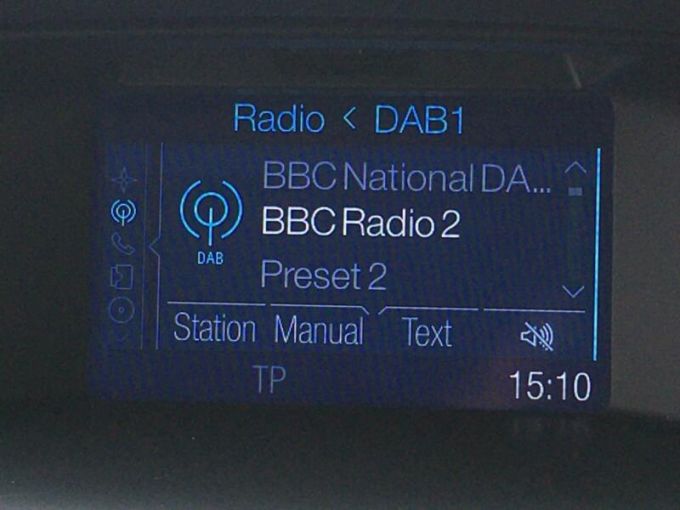 Radio < DAB1
BBC National DA...
BBC Radio 2
DAB
Preset 2
Station Manual Text
TP 15:10